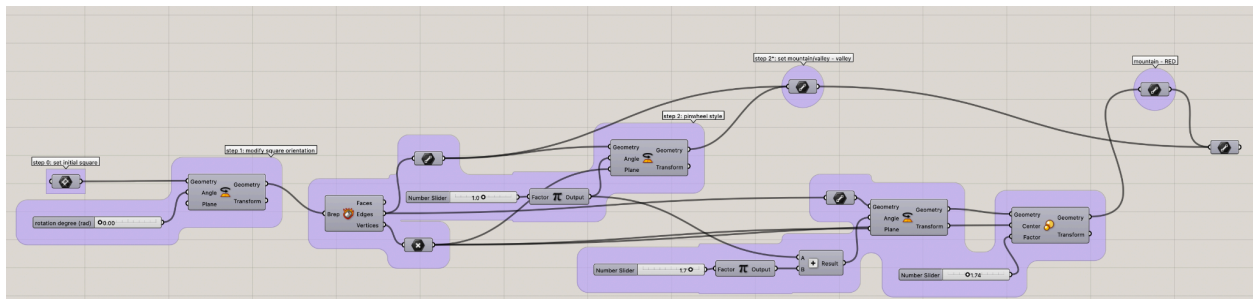 step 2*: set mountain/valley - valley
mountain - RED
step 2: pinwheel style
step 1: modify square orientation
step 0: set initial square
Geometry
Angle
Plane
Geometry
Transform
rotation degree (rad)
0.00
Brep
Faces
Edges
Vertices
Number Slider
1.0
Factor
Output
Geometry
Angle
Plane
Geometry
Transform
Number Slider
1.7
Factor
Output
A
B
Result
Geometry
Angle
Plane
Geometry
Transform
Number Slider
1.74
Geometry
Center
Factor
Geometry
Transform